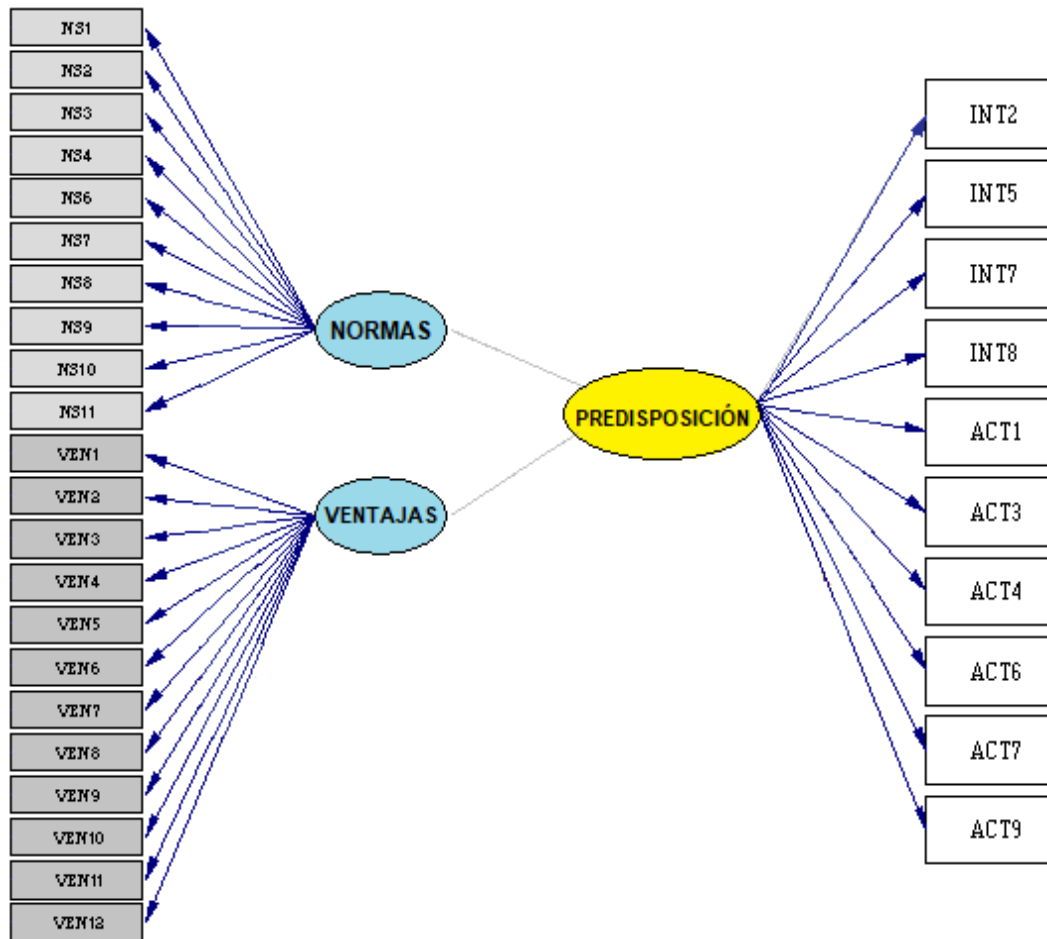 NS1
NS2
NS3
NS4
NS6
NS7
NS8
NS9
NS10
NS11
VEN1
VEN2
VEN3
VEN4
VEN5
VEN6
VEN7
VEN8
VEN9
VEN10
VEN11
VEN12
NORMAS
VENTAJAS
PREDISPOSICIÓN
INT2
INT5
INT7
INT8
ACT1
ACT3
ACT4
ACT6
ACT7
ACT9